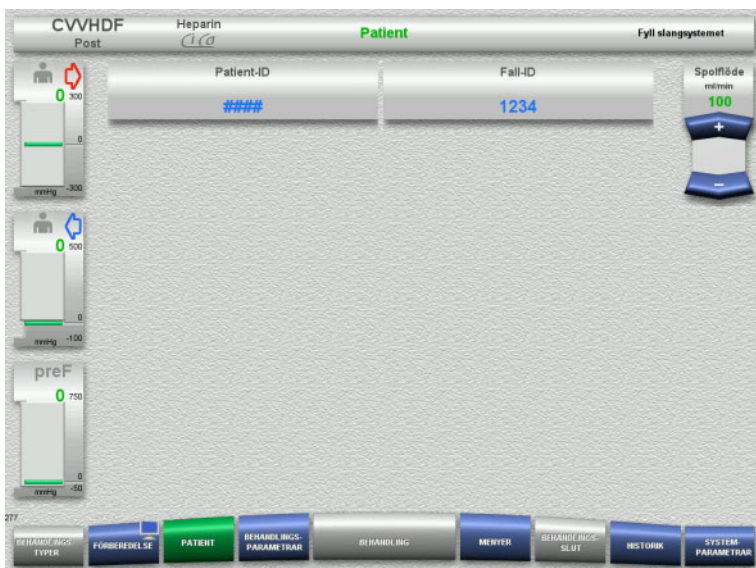 CVVHDF
Post
Heparin
Ci Ca
Patient
Fyll slangsystemet
0
300
0
-300
mmHg
Patient-ID
####
Fall-ID
1234
Spolflöde
ml/min
100
+
−
0
500
0
-100
mmHg
preF
0
750
0
-50
mmHg
277
BEHANDLINGS-
TYPER
FÖRBEREDELSE
PATIENT
BEHANDLINGS-
PARAMETRAR
BEHANDLING
MENYER
BEHANDLINGS-
SLUT
HISTORIK
SYSTEM-
PARAMETRAR